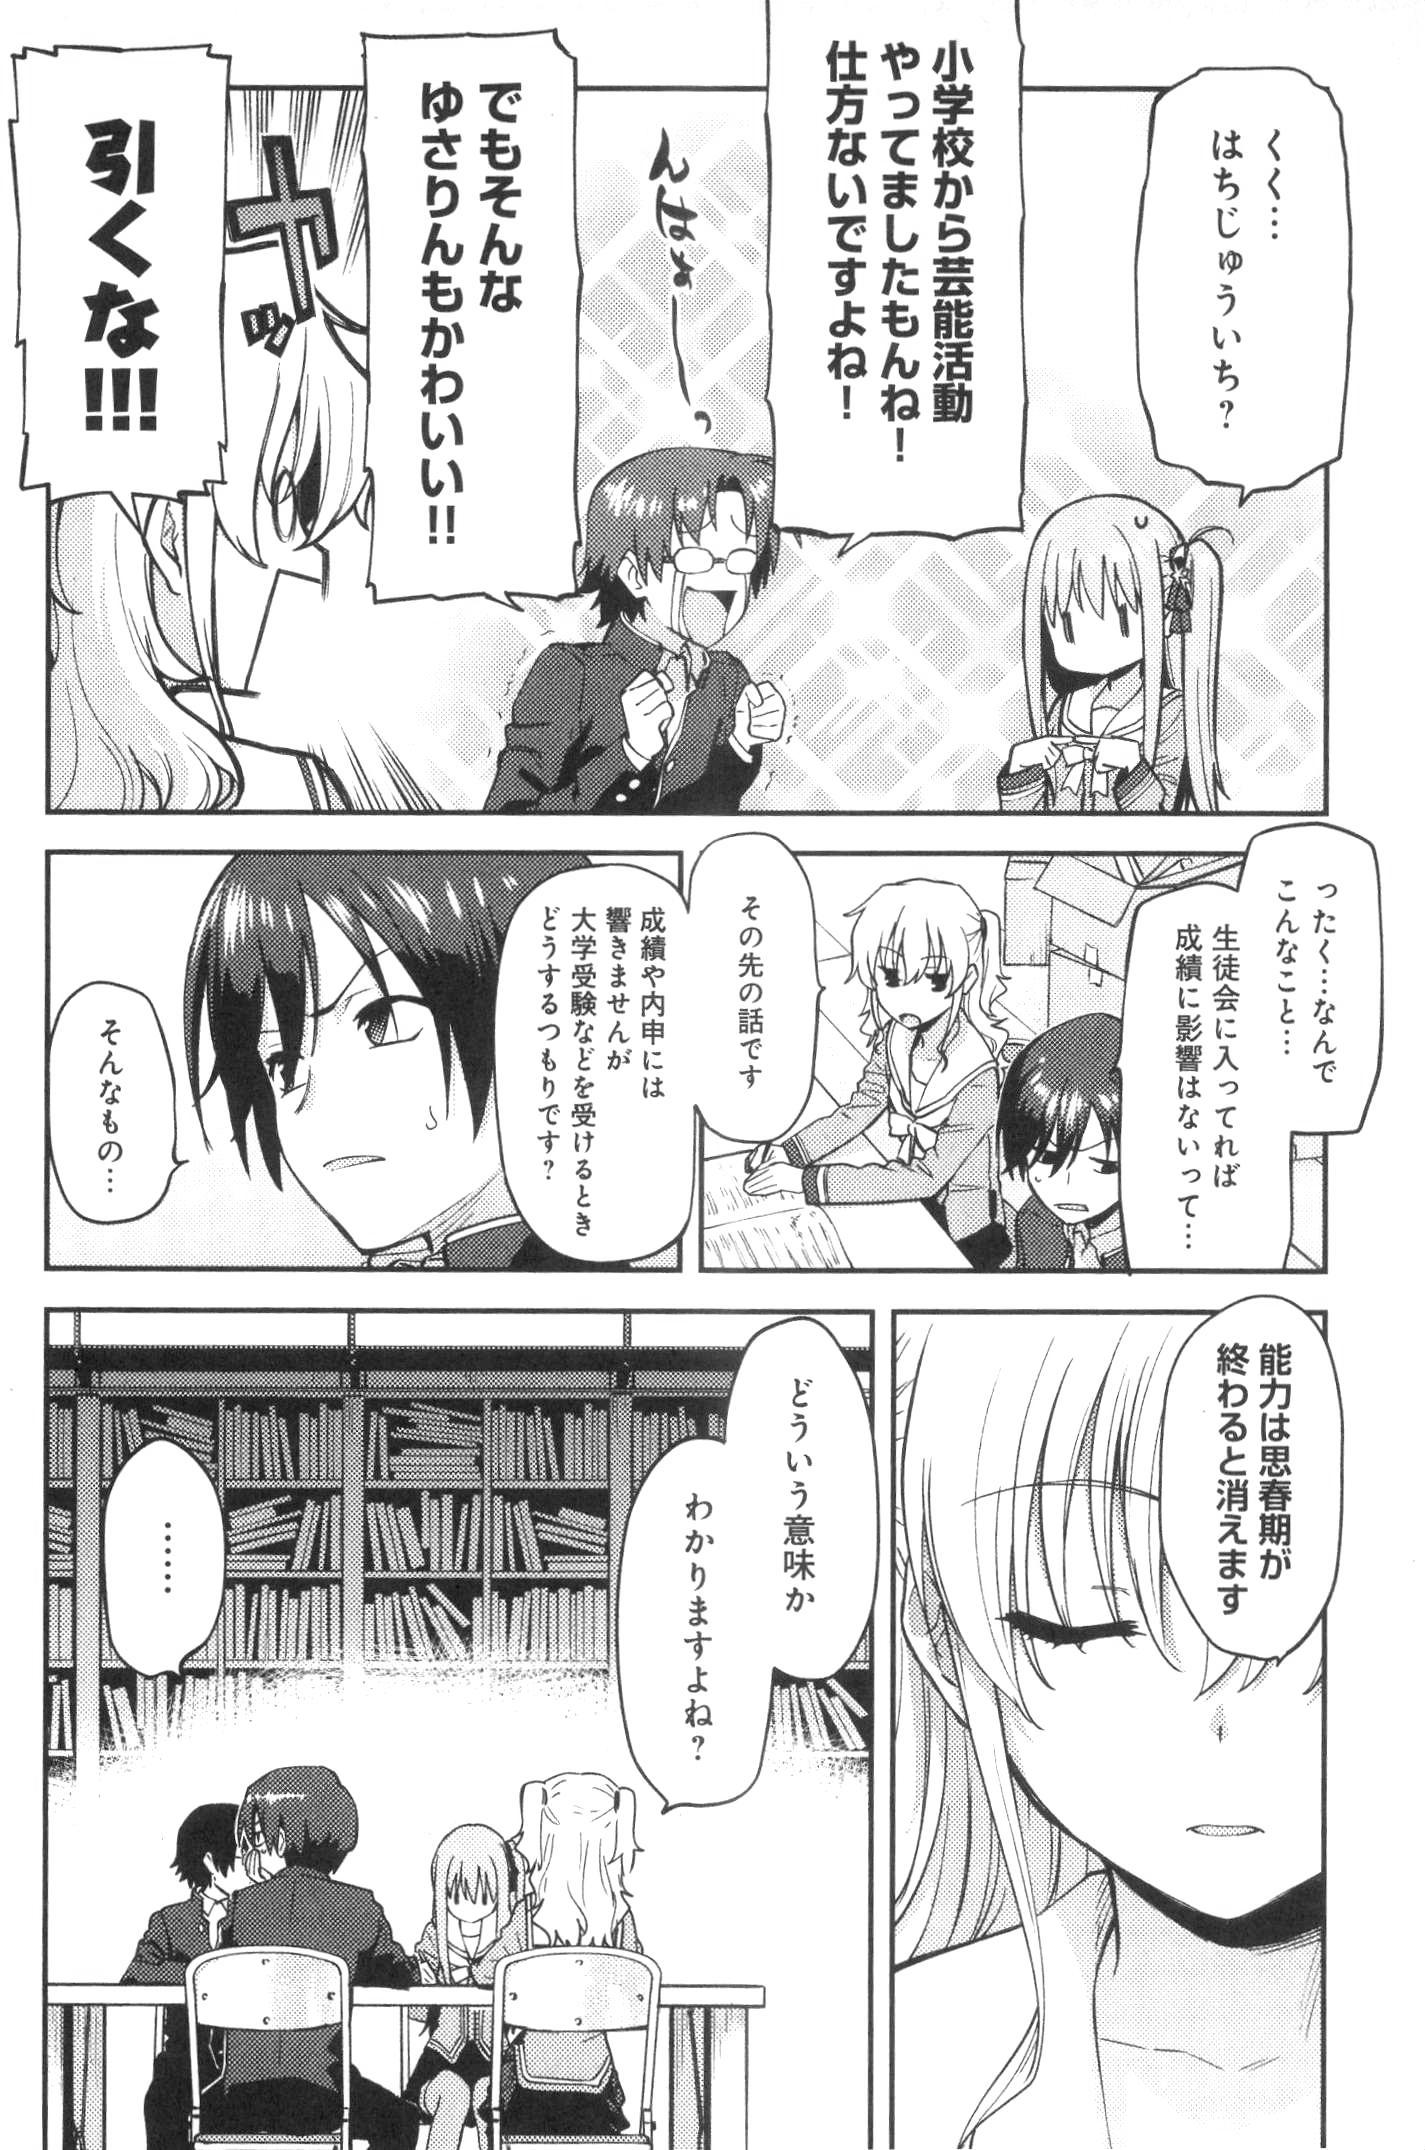 くく…
はちじゅういち？
小学校から芸能活動
やってましたもんね！
仕方ないですよね！
んほぉーーっ
でもそんな
ゆさりんもかわいい!!
引くな!!!
ったく…なんで
こんなこと…
生徒会に入ってれば
成績に影響はないって…
その先の話です
成績や内申には
響きませんが
大学受験などを受けるとき
どうするつもりです？
そんなもの…
能力は思春期が
終わると消えます
どういう意味か
わかりますよね？
……